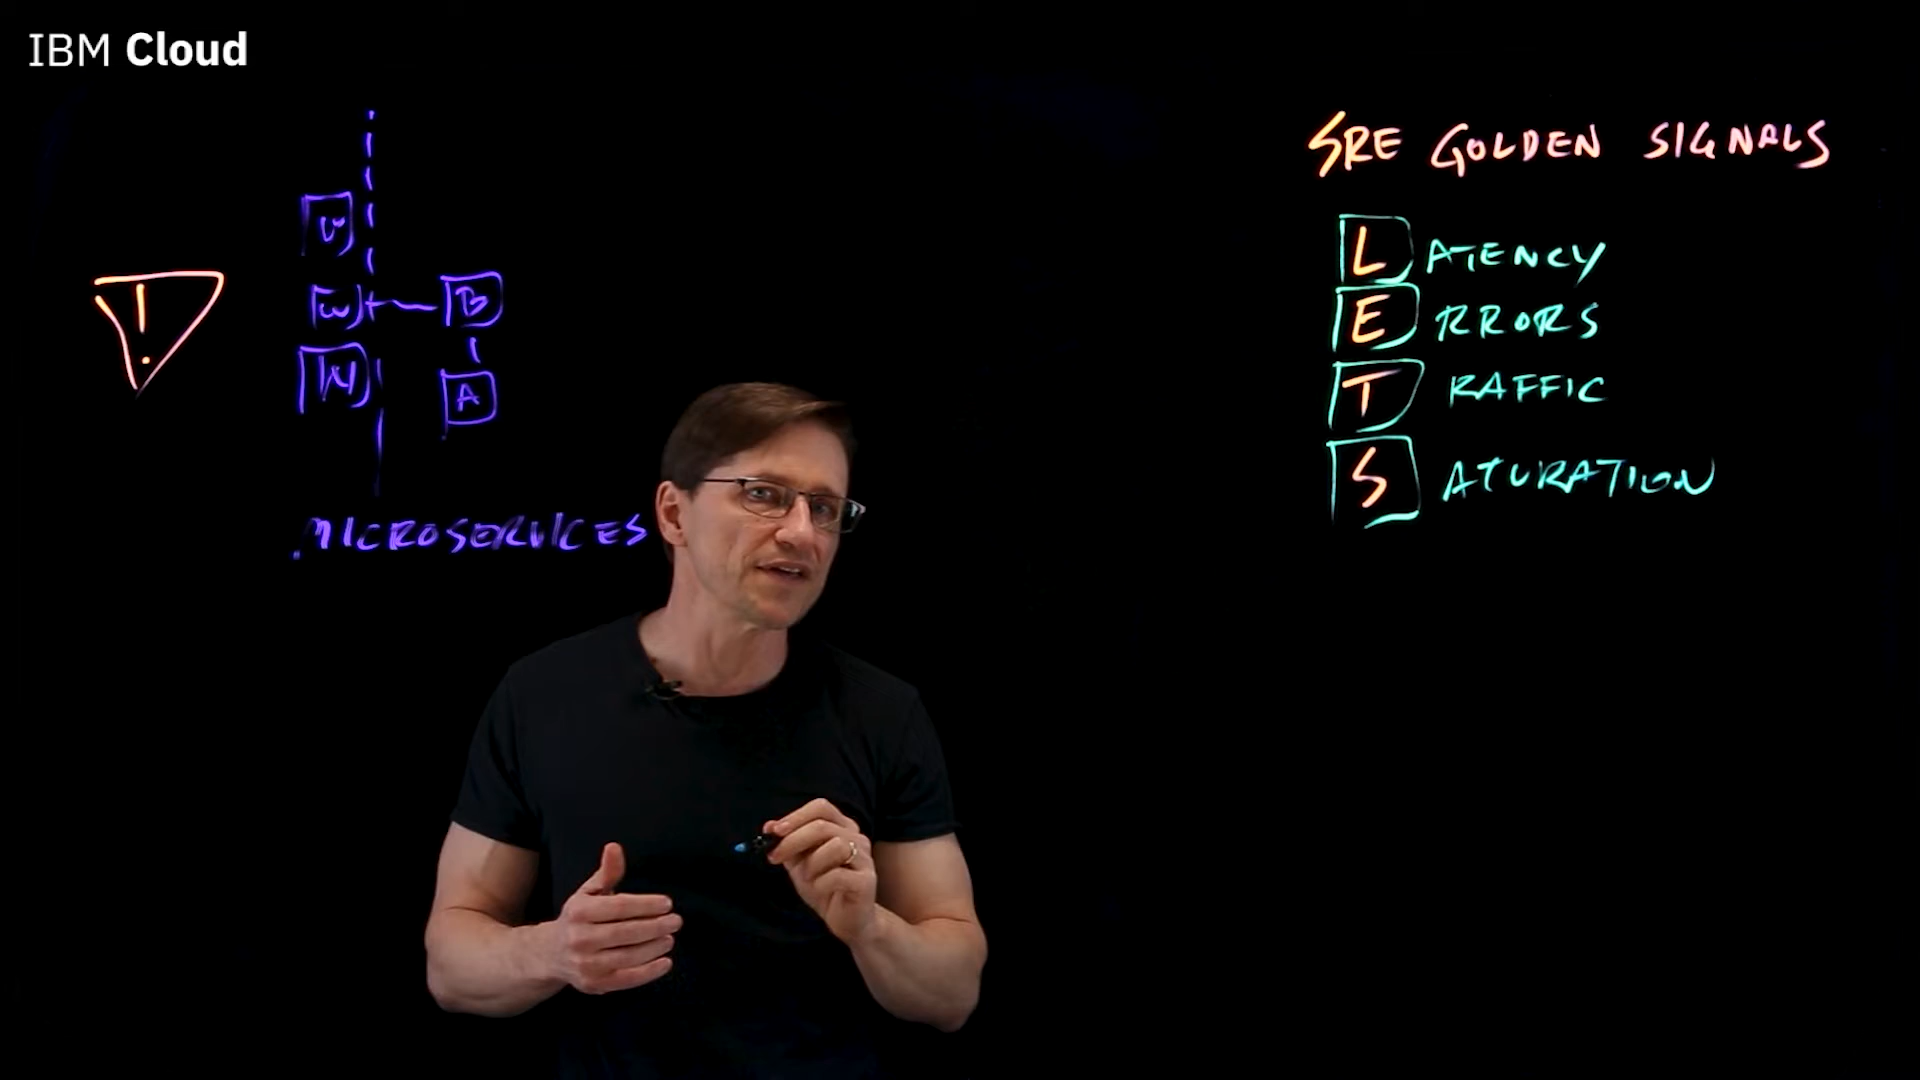 IBM Cloud
!
W
W
W
B
A
MICROSERVICES
SRE GOLDEN SIGNALS
LATENCY
ERRORS
TRAFFIC
SATURATION